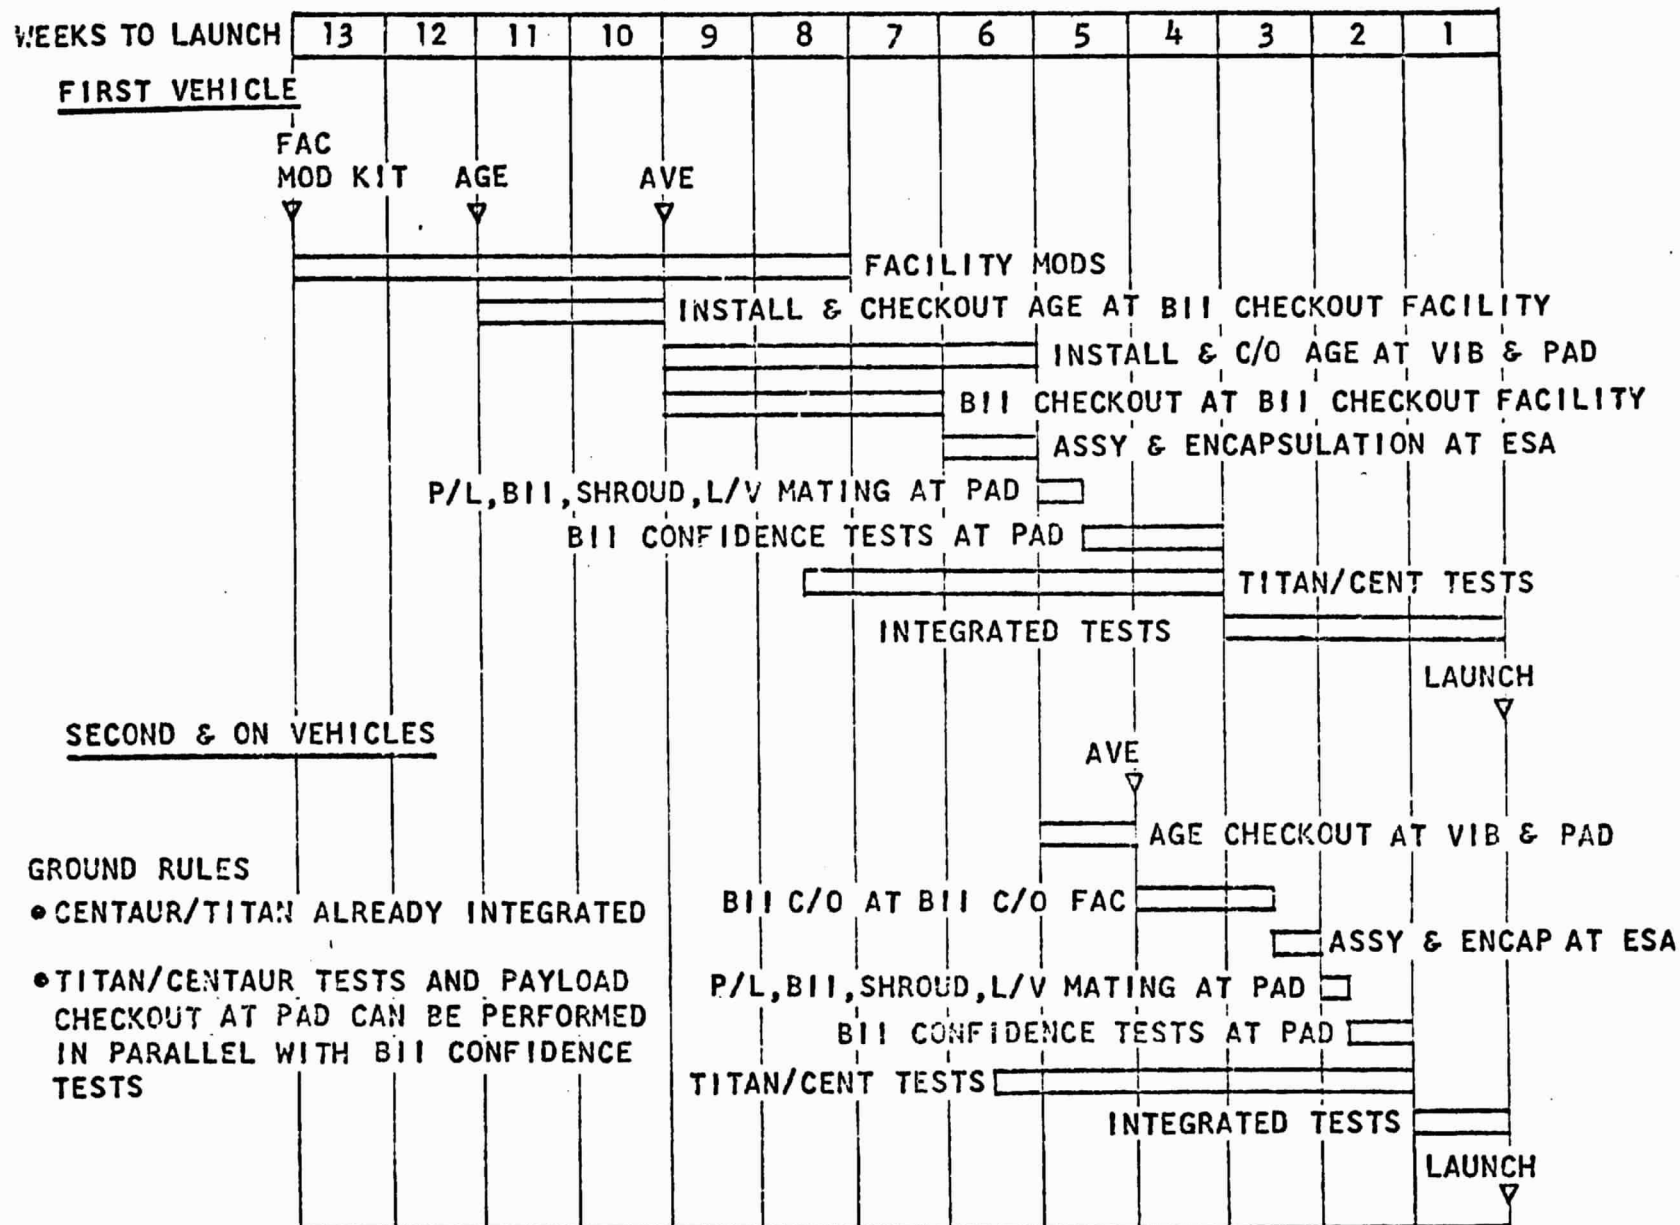 WEEKS TO LAUNCH 13 12 11 10 9 8 7 6 5 4 3 2 1
FIRST VEHICLE
FAC
MOD KIT AGE AVE
FACILITY MODS
INSTALL & CHECKOUT AGE AT BII CHECKOUT FACILITY
INSTALL & C/O AGE AT VIB & PAD
BII CHECKOUT AT BII CHECKOUT FACILITY
ASSY & ENCAPSULATION AT ESA
P/L, BII, SHROUD, L/V MATING AT PAD
BII CONFIDENCE TESTS AT PAD
TITAN/CENT TESTS
INTEGRATED TESTS
LAUNCH
SECOND & ON VEHICLES
AVE
AGE CHECKOUT AT VIB & PAD
GROUND RULES
• CENTAUR/TITAN ALREADY INTEGRATED
• TITAN/CENTAUR TESTS AND PAYLOAD
CHECKOUT AT PAD CAN BE PERFORMED
IN PARALLEL WITH BII CONFIDENCE
TESTS
BII C/O AT BII C/O FAC
ASSY & ENCAP AT ESA
P/L, BII, SHROUD, L/V MATING AT PAD
BII CONFIDENCE TESTS AT PAD
TITAN/CENT TESTS
INTEGRATED TESTS
LAUNCH